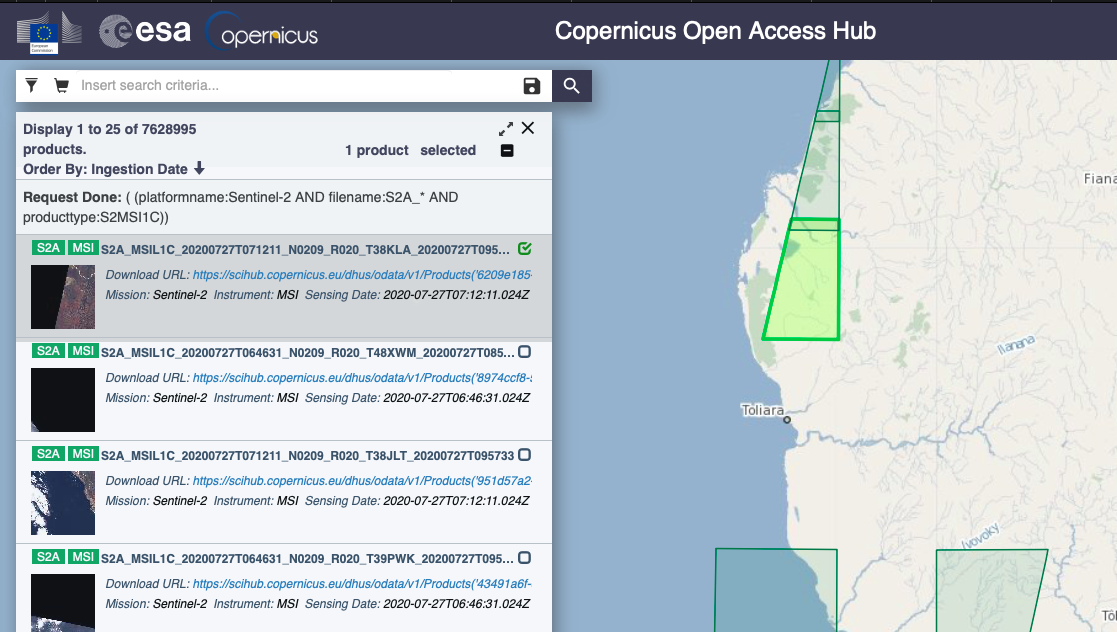 European
Commission
esa
opernicus
Copernicus Open Access Hub
Insert search criteria...
Display 1 to 25 of 7628995
products.
1 product selected
Order By: Ingestion Date
Request Done: ( (platformname:Sentinel-2 AND filename:S2A_* AND
producttype:S2MSI1C))
S2A MSI S2A_MSIL1C_20200727T071211_N0209_R020_T38KLA_20200727T095...
Download URL: https://scihub.copernicus.eu/dhus/odata/v1/Products('6209e185-
Mission: Sentinel-2 Instrument: MSI Sensing Date: 2020-07-27T07:12:11.024Z
S2A MSI S2A_MSIL1C_20200727T064631_N0209_R020_T48XWM_20200727T085...
Download URL: https://scihub.copernicus.eu/dhus/odata/v1/Products('8974ccf8-
Mission: Sentinel-2 Instrument: MSI Sensing Date: 2020-07-27T06:46:31.024Z
S2A MSI S2A_MSIL1C_20200727T071211_N0209_R020_T38JLT_20200727T095733
Download URL: https://scihub.copernicus.eu/dhus/odata/v1/Products('951d57a2-
Mission: Sentinel-2 Instrument: MSI Sensing Date: 2020-07-27T07:12:11.024Z
S2A MSI S2A_MSIL1C_20200727T064631_N0209_R020_T39PWK_20200727T095...
Download URL: https://scihub.copernicus.eu/dhus/odata/v1/Products('43491a6f-
Mission: Sentinel-2 Instrument: MSI Sensing Date: 2020-07-27T06:46:31.024Z
Fiana
Ilanana
Toliara
Ivovoky
Tôl